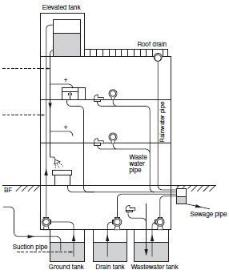 Elevated tank
Roof drain
Rainwater pipe
Waste
water
pipe
BF
Sewage pipe
Suction pipe
Ground tank
Drain tank
Wastewater tank